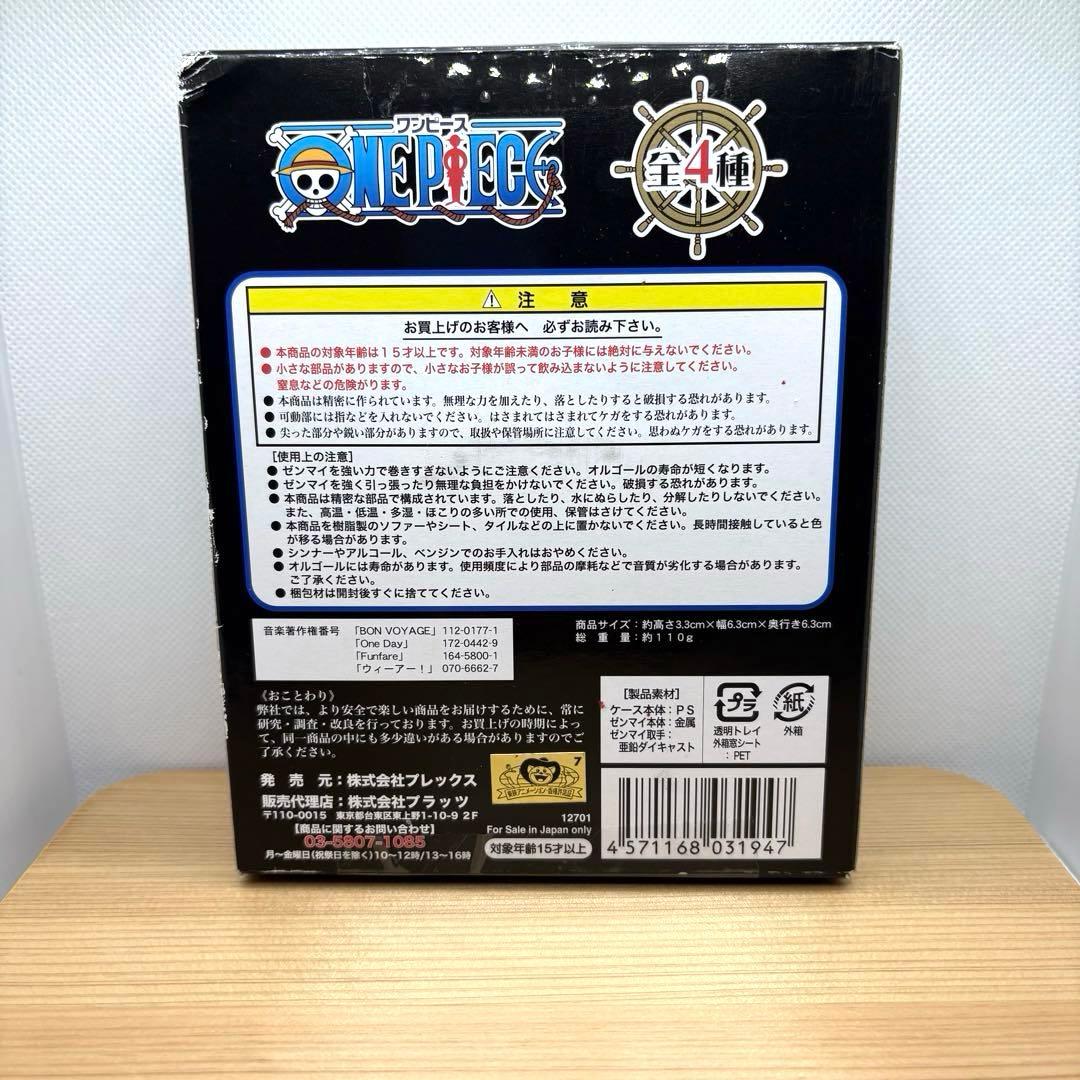 ワンピース
ONE PIECE
全4種
⚠ 注 意
お買上げのお客様へ 必ずお読み下さい。
● 本商品の対象年齢は15才以上です。対象年齢未満のお子様には絶対に与えないでください。
● 小さな部品がありますので、小さなお子様が誤って飲み込まないように注意してください。
窒息などの危険がります。
● 本商品は精密に作られています。無理な力を加えたり、落としたりすると破損する恐れがあります。
● 可動部には指などを入れないでください。はさまれてはさまれてケガをする恐れがあります。
● 尖った部分や鋭い部分がありますので、取扱や保管場所に注意してください。思わぬケガをする恐れがあります。
[使用上の注意]
● ゼンマイを強い力で巻きすぎないようにご注意ください。オルゴールの寿命が短くなります。
● ゼンマイを強く引っ張ったり無理な負担をかけないでください。破損する恐れがあります。
● 本商品は精密な部品で構成されています。落としたり、水にぬらしたり、分解したりしないでください。
また、高温・低温・多湿・ほこりの多い所での使用、保管はさけてください。
● 本商品を樹脂製のソファーやシート、タイルなどの上に置かないでください。長時間接触していると色
が移る場合があります。
● シンナーやアルコール、ベンジンでのお手入れはおやめください。
● オルゴールには寿命があります。使用頻度により部品の摩耗などで音質が劣化する場合があります。
ご了承ください。
● 梱包材は開封後すぐに捨ててください。
音楽著作権番号 「BON VOYAGE」 112-0177-1
「One Day」 172-0442-9
「Funfare」 164-5800-1
「ウィーアー!」 070-6662-7
商品サイズ:約高さ3.3cm×幅6.3cm×奥行き6.3cm
総 重 量:約110g
《おことわり》
弊社では、より安全で楽しい商品をお届けするために、常に
研究・調査・改良を行っております。お買上げの時期によっ
て、同一商品の中にも多少違いがある場合がありますのでご
了承ください。
[製品素材]
ケース本体:PS
ゼンマイ本体:金属
ゼンマイ取手:
亜鉛ダイキャスト
プラ
透明トレイ
外箱窓シート
:PET
紙
外箱
発 売 元:株式会社プレックス
販売代理店:株式会社プラッツ
〒110-0015 東京都台東区東上野1-10-9 2F
【商品に関するお問い合わせ】
03-5807-1085
月~金曜日(祝祭日を除く)10~12時/13~16時
7
東映アニメーション・版権許諾証
12701
For Sale in Japan only
対象年齢15才以上
4 571168 031947